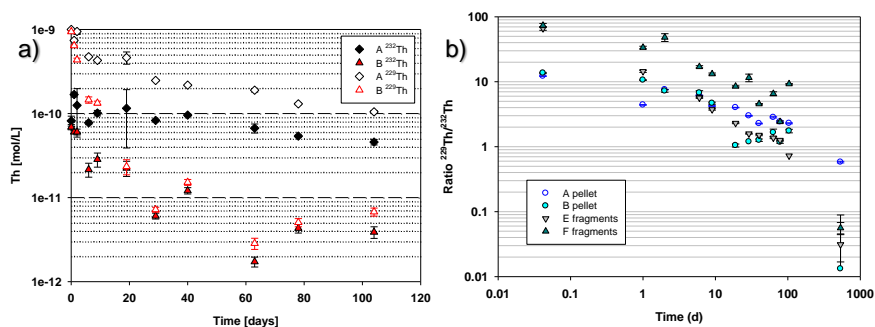 a)
1e-9
1e-10
1e-11
1e-12
Th [mol/L]
0
20
40
60
80
100
120
Time [days]
A ²³²Th
B ²³²Th
A ²²⁹Th
B ²²⁹Th
b)
100
10
1
0.1
0.01
Ratio ²²⁹Th/²³²Th
0.01
0.1
1
10
100
1000
Time (d)
A pellet
B pellet
E fragments
F fragments